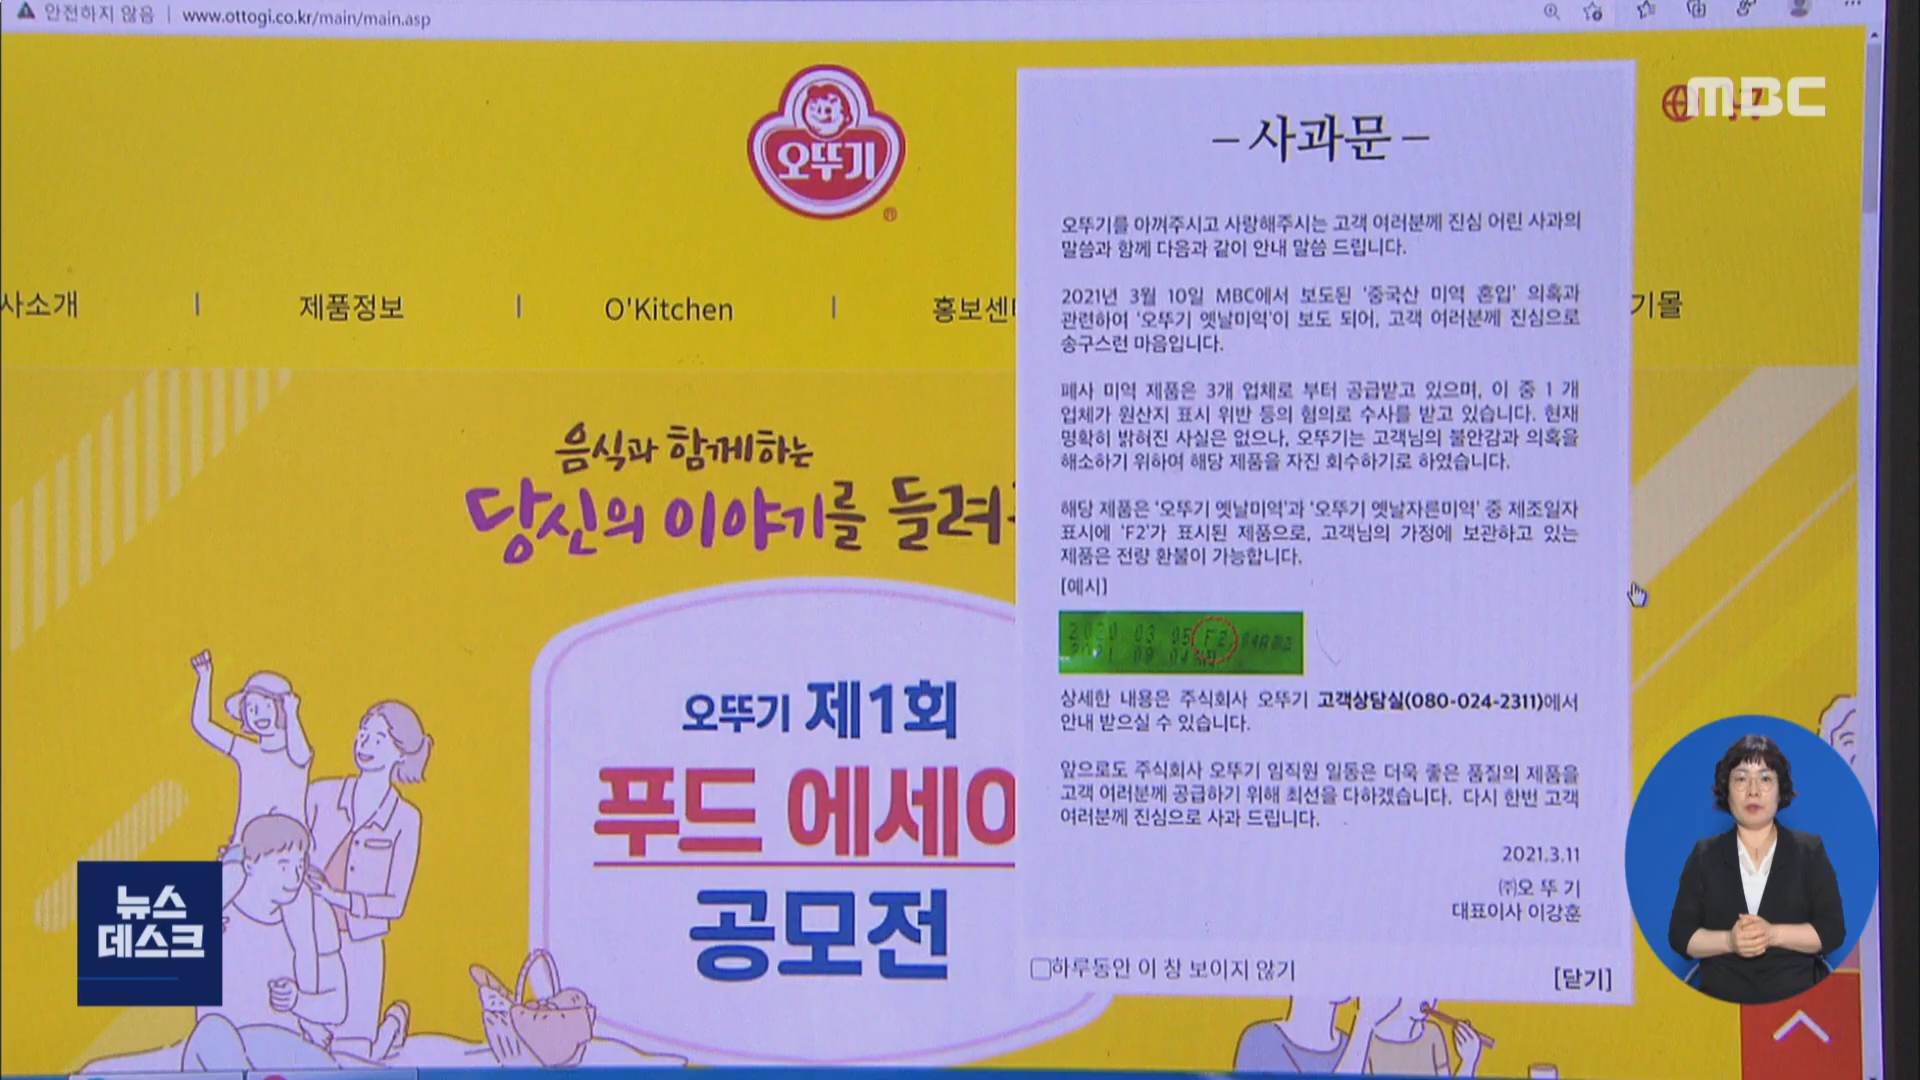 안전하지 않음 | www.ottogi.co.kr/main/main.asp
MBC
오뚜기
사소개 | 제품정보 | O'Kitchen | 홍보센
기몰
음식과 함께하는
당신의 이야기를 들려
오뚜기 제1회
푸드 에세이
공모전
- 사과문 -
오뚜기를 아껴주시고 사랑해주시는 고객 여러분께 진심 어린 사과의
말씀과 함께 다음과 같이 안내 말씀 드립니다.
2021년 3월 10일 MBC에서 보도된 '중국산 미역 혼입' 의혹과
관련하여 '오뚜기 옛날미역'이 보도 되어, 고객 여러분께 진심으로
송구스런 마음입니다.
폐사 미역 제품은 3개 업체로 부터 공급받고 있으며, 이 중 1 개
업체가 원산지 표시 위반 등의 혐의로 수사를 받고 있습니다. 현재
명확히 밝혀진 사실은 없으나, 오뚜기는 고객님의 불안감과 의혹을
해소하기 위하여 해당 제품을 자진 회수하기로 하였습니다.
해당 제품은 '오뚜기 옛날미역'과 '오뚜기 옛날자른미역' 중 제조일자
표시에 'F2'가 표시된 제품으로, 고객님의 가정에 보관하고 있는
제품은 전량 환불이 가능합니다.
[예시]
2020 03 05 F2
상세한 내용은 주식회사 오뚜기 고객상담실(080-024-2311)에서
안내 받으실 수 있습니다.
앞으로도 주식회사 오뚜기 임직원 일동은 더욱 좋은 품질의 제품을
고객 여러분께 공급하기 위해 최선을 다하겠습니다. 다시 한번 고객
여러분께 진심으로 사과 드립니다.
2021.3.11
㈜오 뚜 기
대표이사 이강훈
하루동안 이 창 보이지 않기
[닫기]
뉴스
데스크